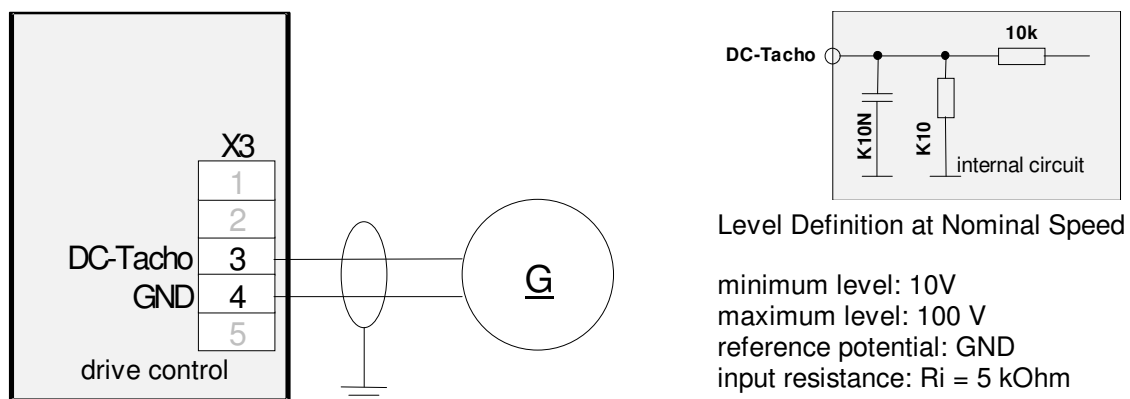 X3
1
2
DC-Tacho 3
GND 4
5
drive control
G
10k
DC-Tacho
K10N
K10
internal circuit
Level Definition at Nominal Speed
minimum level: 10V
maximum level: 100 V
reference potential: GND
input resistance: Ri = 5 kOhm